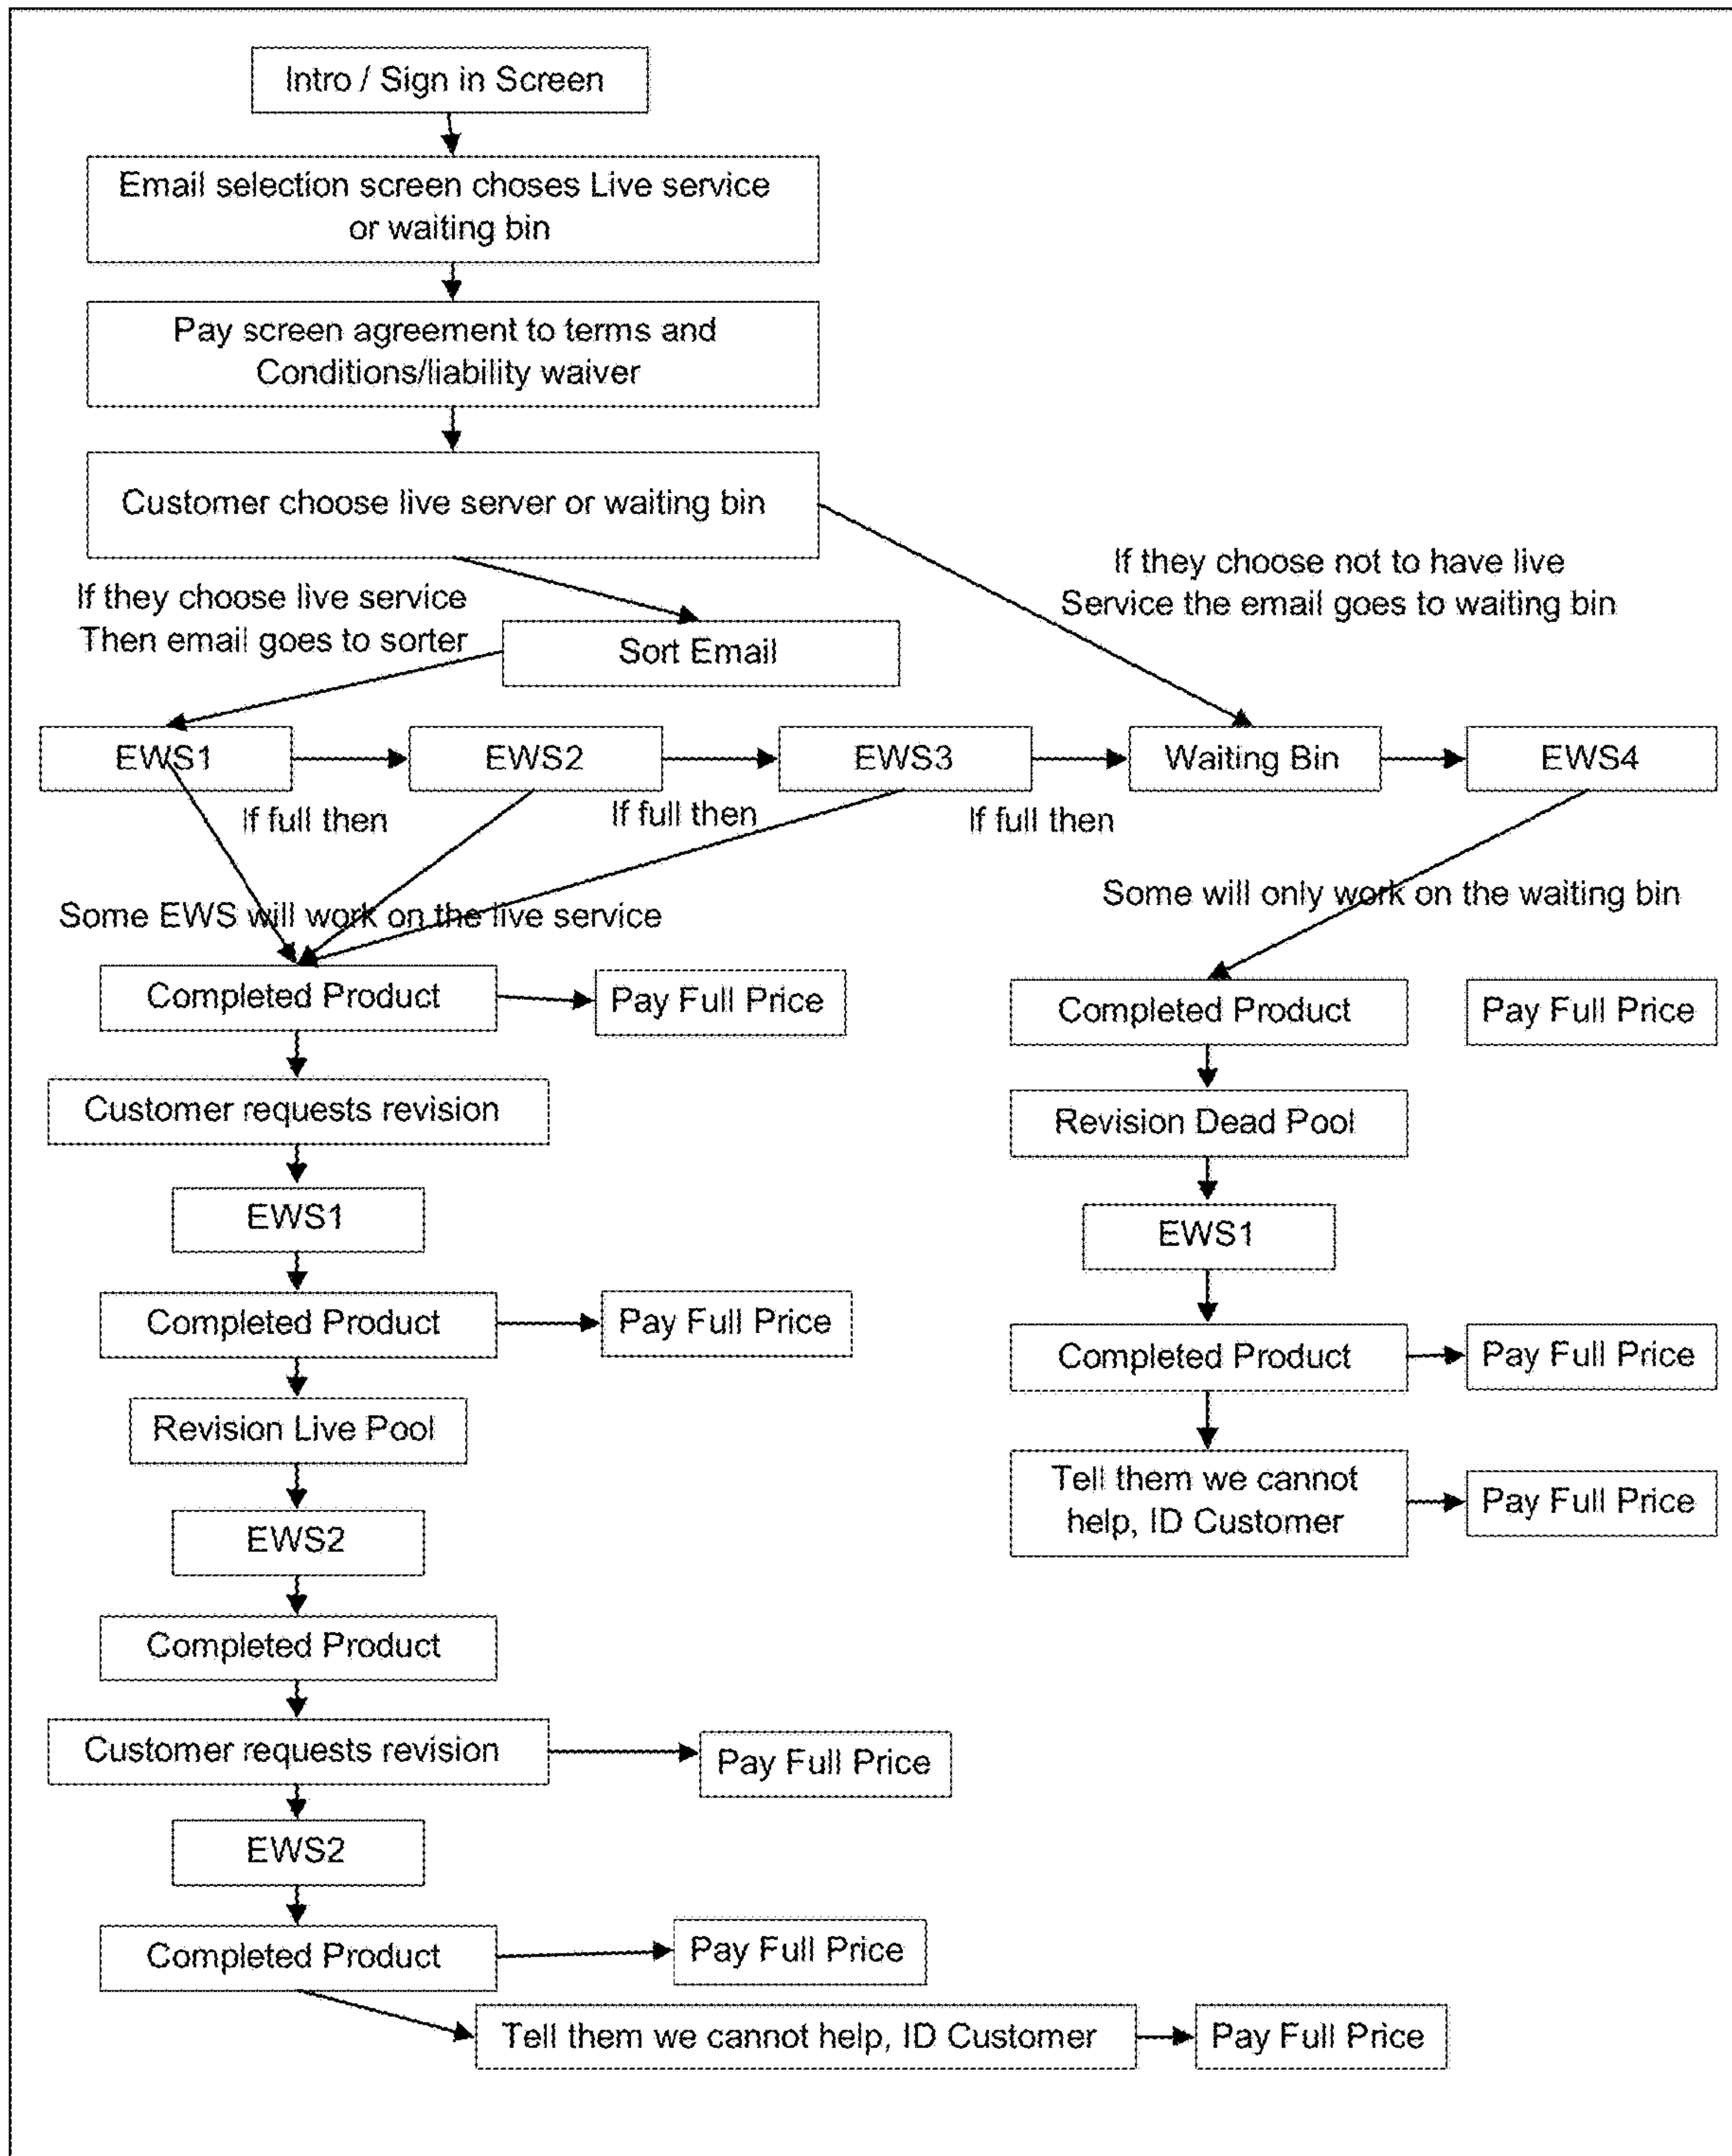 Intro / Sign in Screen
Email selection screen choses Live service
or waiting bin
Pay screen agreement to terms and
Conditions/liability waiver
Customer choose live server or waiting bin
If they choose live service
Then email goes to sorter
If they choose not to have live
Service the email goes to waiting bin
Sort Email
EWS1
EWS2
EWS3
Waiting Bin
EWS4
If full then
If full then
If full then
Some EWS will work on the live service
Some will only work on the waiting bin
Completed Product
Pay Full Price
Customer requests revision
EWS1
Completed Product
Pay Full Price
Revision Live Pool
EWS2
Completed Product
Customer requests revision
Pay Full Price
EWS2
Completed Product
Pay Full Price
Tell them we cannot help, ID Customer
Pay Full Price
Completed Product
Pay Full Price
Revision Dead Pool
EWS1
Completed Product
Pay Full Price
Tell them we cannot
help, ID Customer
Pay Full Price